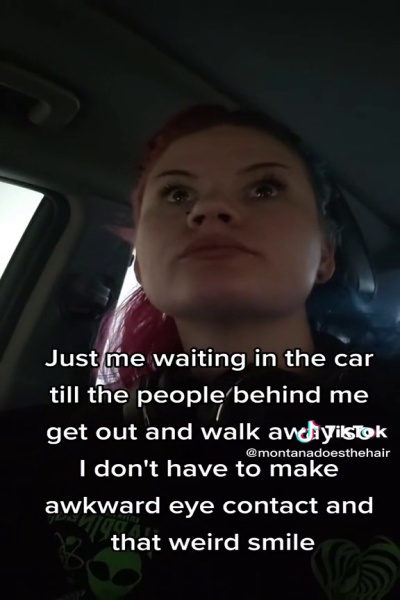 Just me waiting in the car
till the people behind me
get out and walk away so
TikTok
@montanadoesthehair
I don't have to make
awkward eye contact and
that weird smile